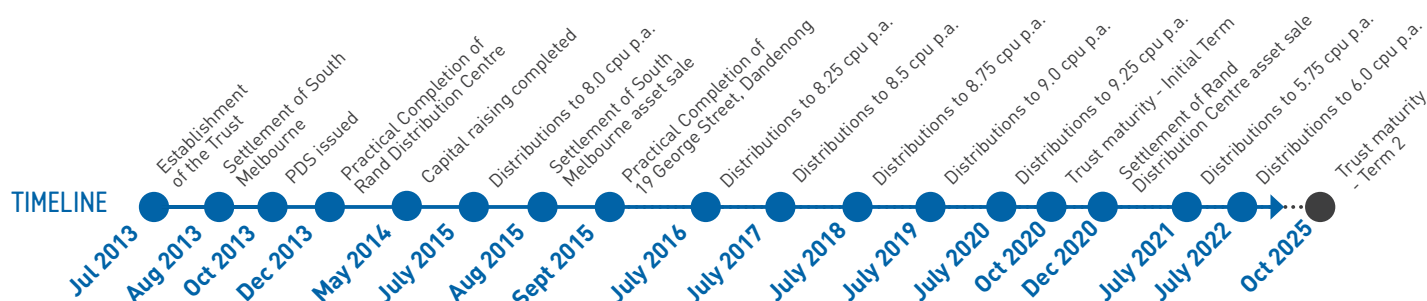 TIMELINE
Establishment
of the Trust
Jul 2013
Settlement of South
Melbourne
Aug 2013
PDS issued
Oct 2013
Practical Completion of
Rand Distribution Centre
Dec 2013
Capital raising completed
May 2014
Distributions to 8.0 cpu p.a.
July 2015
Settlement of South
Melbourne asset sale
Aug 2015
Practical Completion of
19 George Street, Dandenong
Sept 2015
Distributions to 8.25 cpu p.a.
July 2016
Distributions to 8.5 cpu p.a.
July 2017
Distributions to 8.75 cpu p.a.
July 2018
Distributions to 9.0 cpu p.a.
July 2019
Distributions to 9.25 cpu p.a.
July 2020
Trust maturity - Initial Term
Oct 2020
Settlement of Rand
Distribution Centre asset sale
Dec 2020
Distributions to 5.75 cpu p.a.
July 2021
Distributions to 6.0 cpu p.a.
July 2022
Trust maturity
- Term 2
Oct 2025